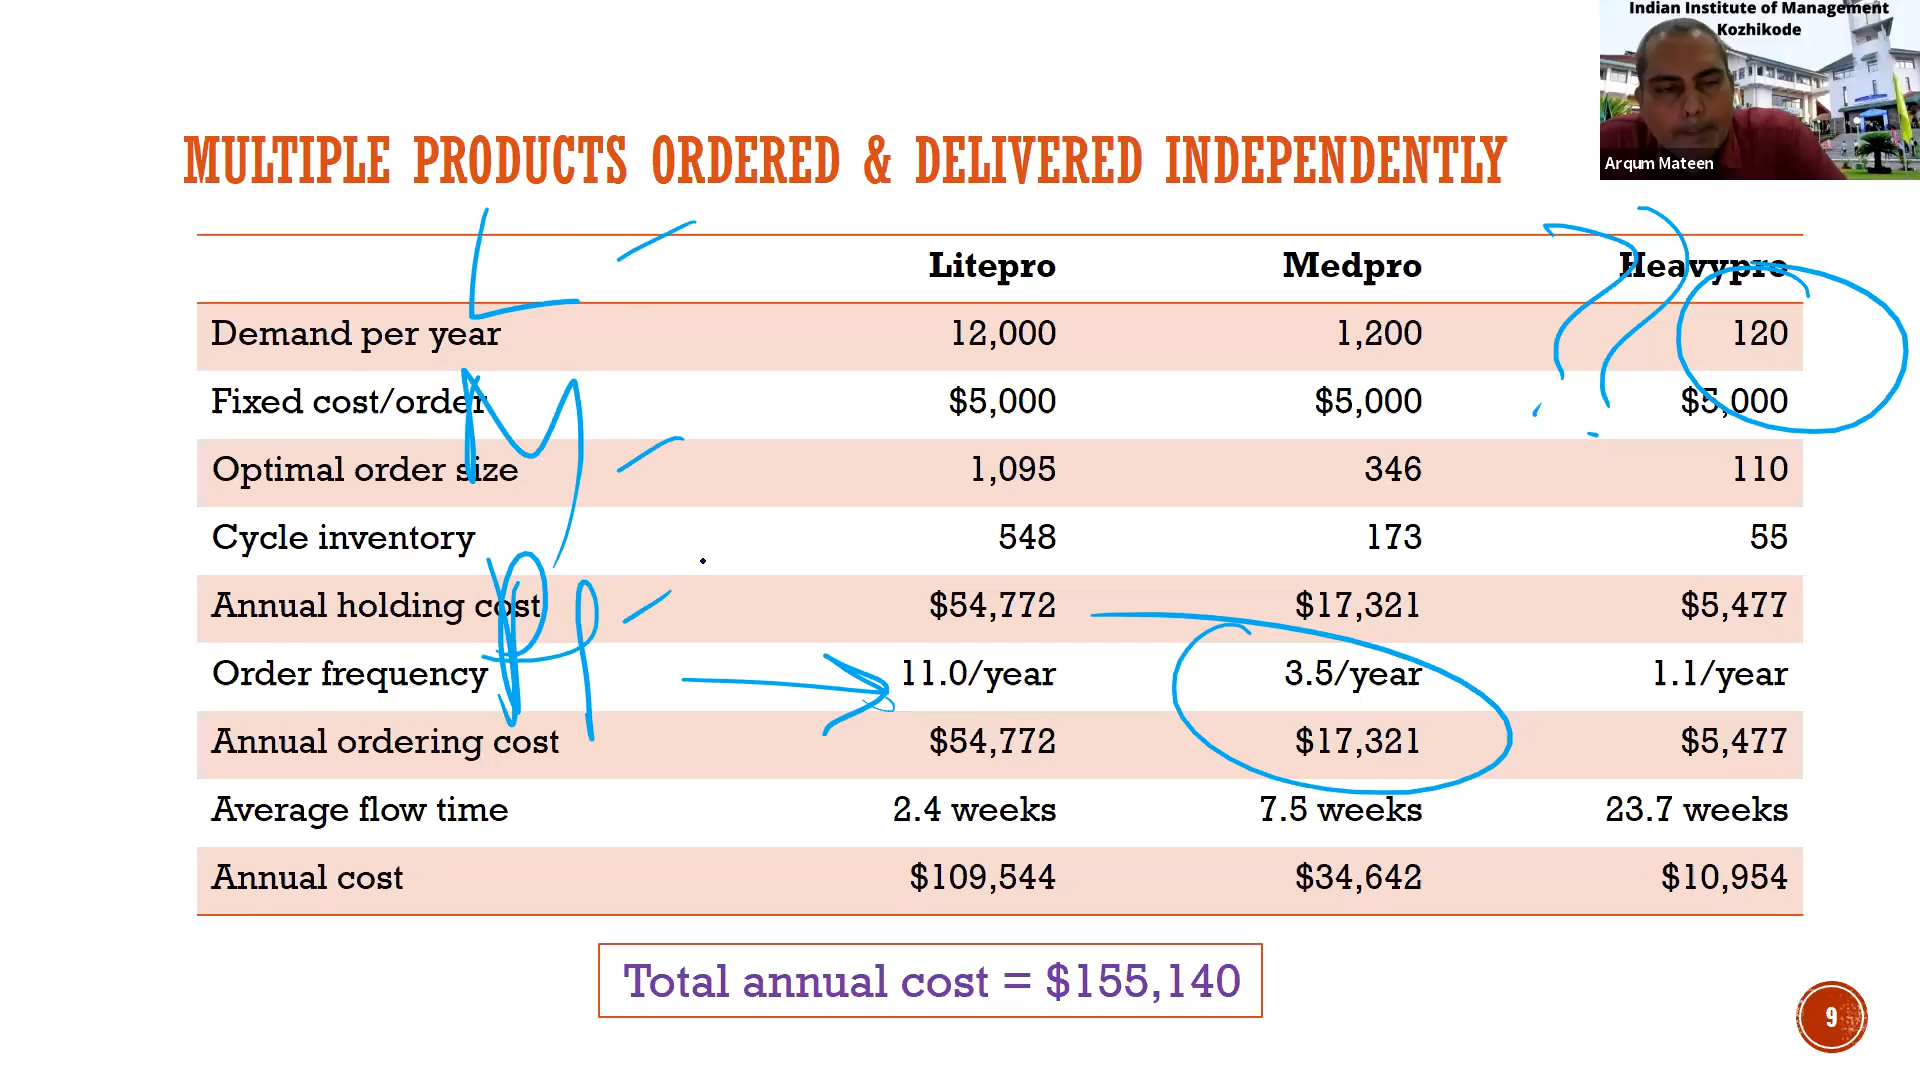 Indian Institute of Management
Kozhikode
Arqum Mateen
MULTIPLE PRODUCTS ORDERED & DELIVERED INDEPENDENTLY
Litepro Medpro Heavypro
Demand per year 12,000 1,200 120
Fixed cost/order $5,000 $5,000 $5,000
Optimal order size 1,095 346 110
Cycle inventory 548 173 55
Annual holding cost $54,772 $17,321 $5,477
Order frequency 11.0/year 3.5/year 1.1/year
Annual ordering cost $54,772 $17,321 $5,477
Average flow time 2.4 weeks 7.5 weeks 23.7 weeks
Annual cost $109,544 $34,642 $10,954
Total annual cost = $155,140
9